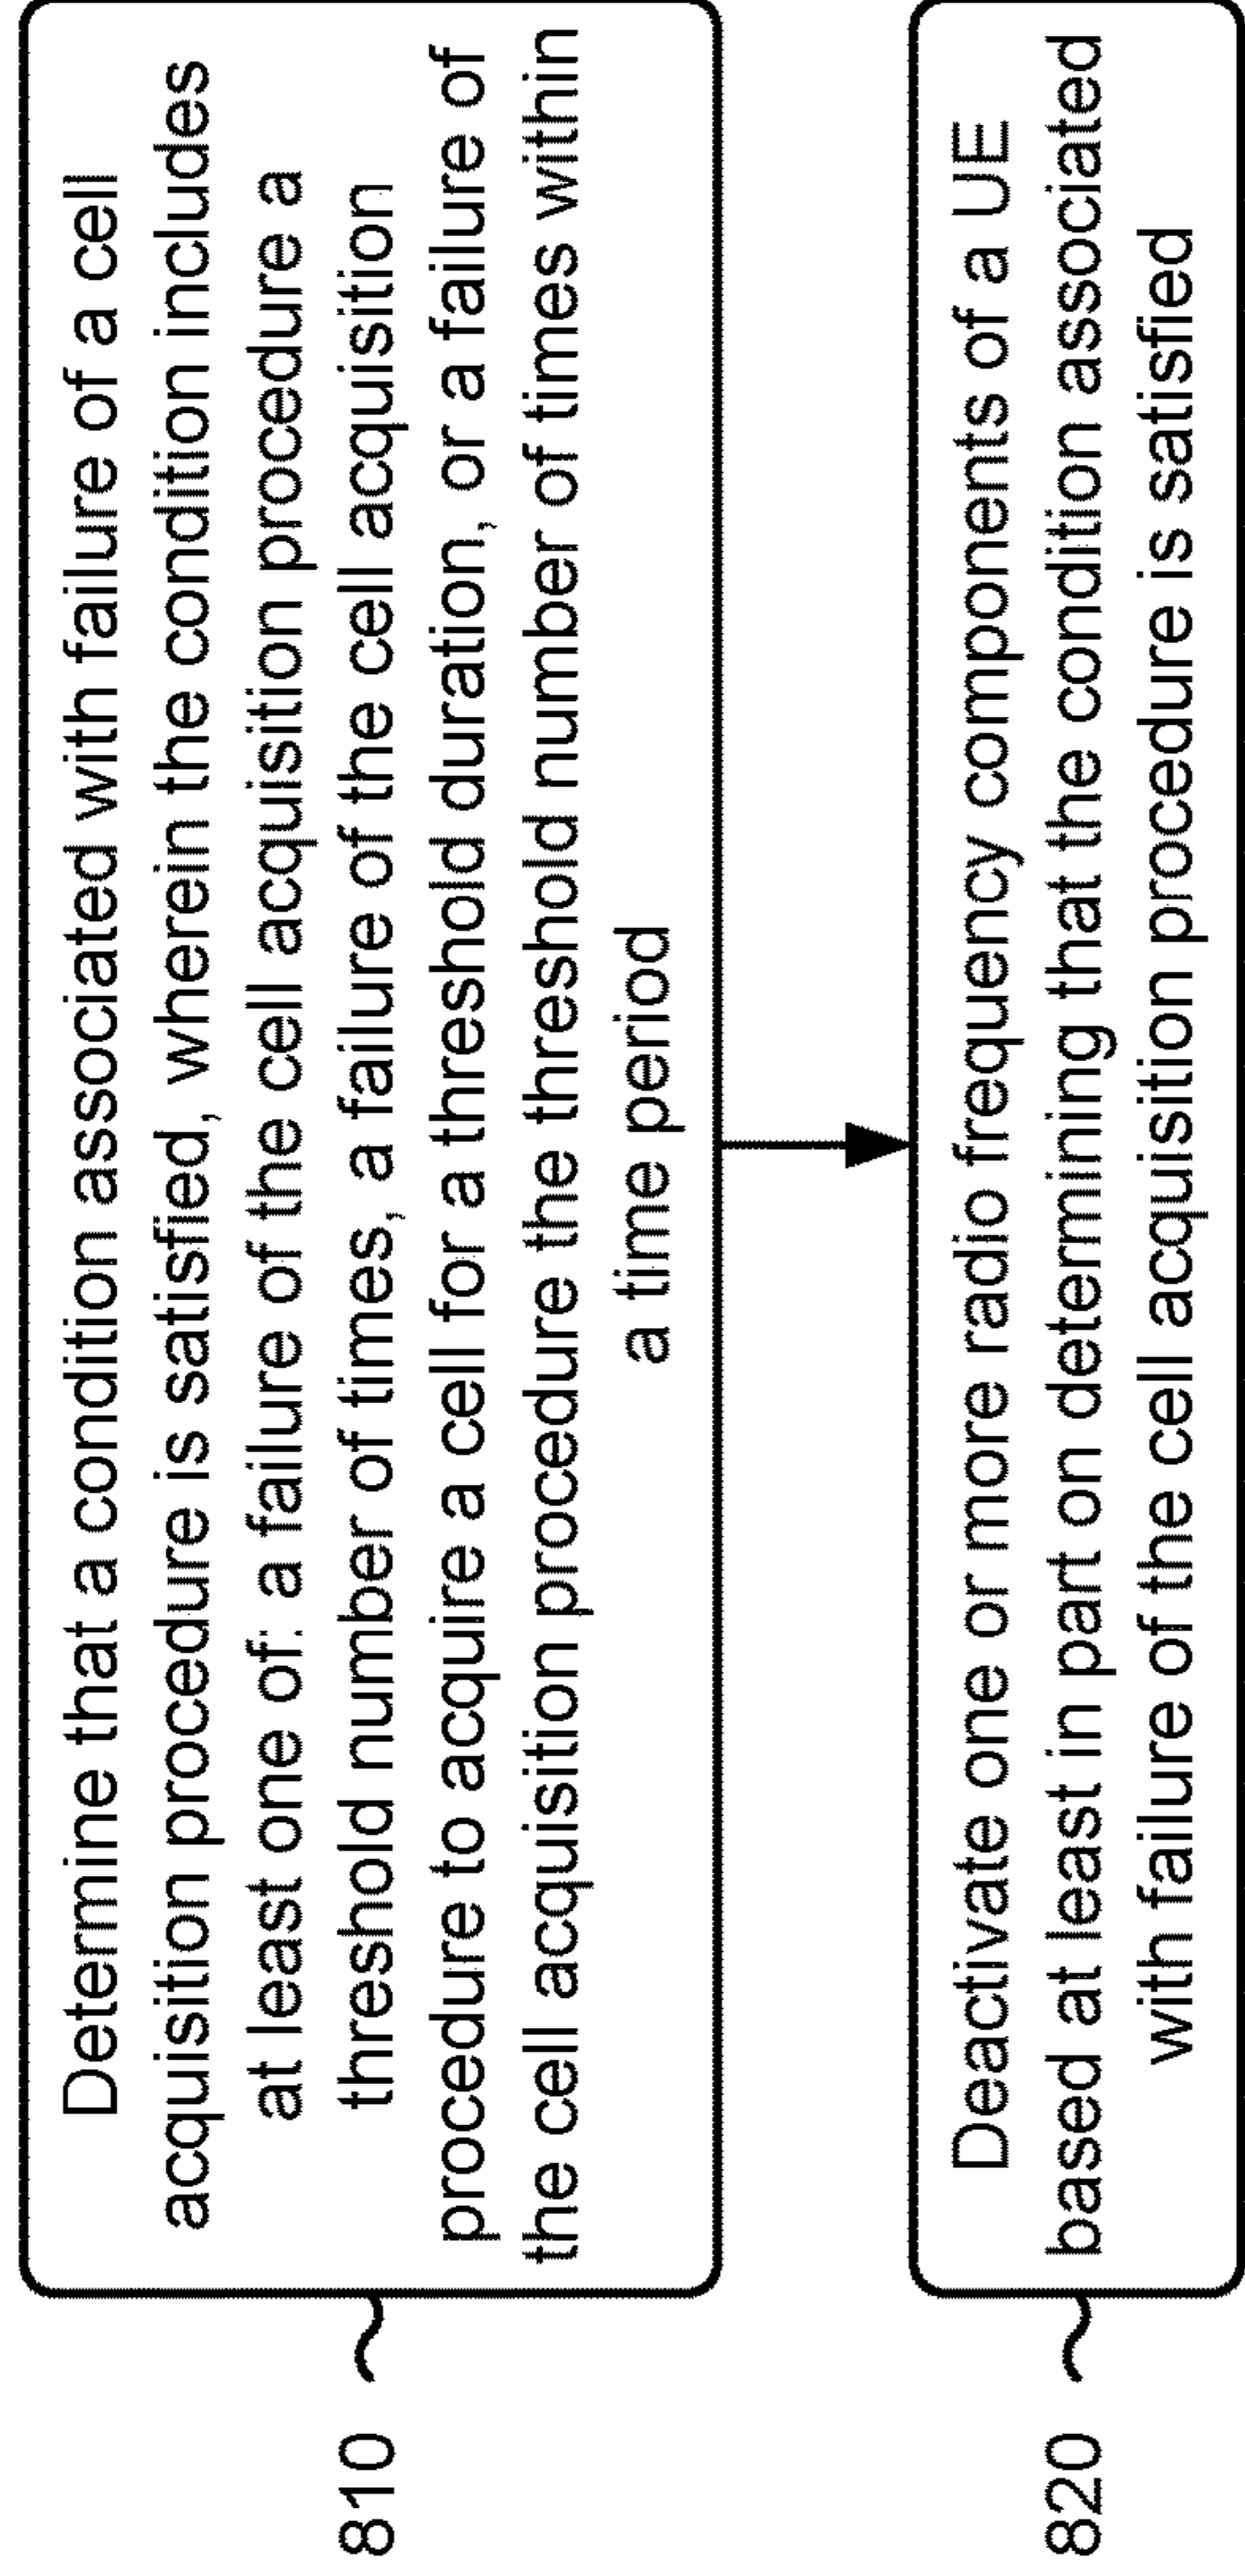 Determine that a condition associated with failure of a cell
acquisition procedure is satisfied, wherein the condition includes
at least one of: a failure of the cell acquisition procedure a
threshold number of times, a failure of the cell acquisition
procedure to acquire a cell for a threshold duration, or a failure of
the cell acquisition procedure the threshold number of times within
a time period
810
Deactivate one or more radio frequency components of a UE
based at least in part on determining that the condition associated
with failure of the cell acquisition procedure is satisfied
820